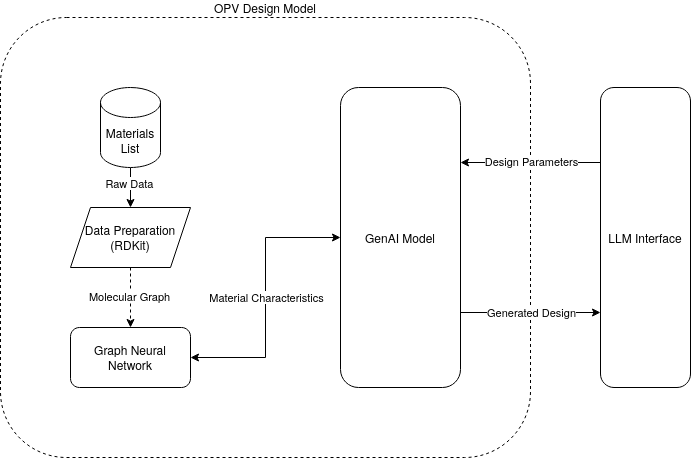 OPV Design Model
Materials
List
Raw Data
Data Preparation
(RDKit)
Molecular Graph
Graph Neural
Network
Material Characteristics
GenAI Model
Design Parameters
Generated Design
LLM Interface